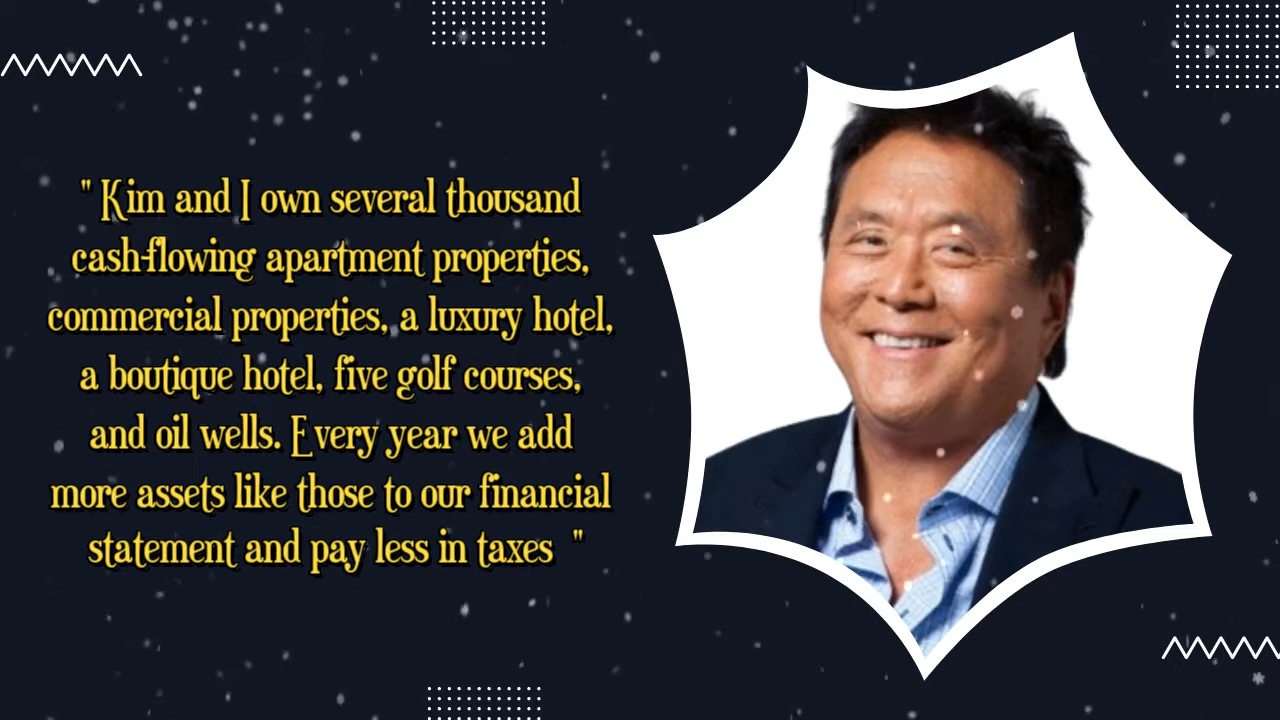 " Kim and I own several thousand
cash-flowing apartment properties,
commercial properties, a luxury hotel,
a boutique hotel, five golf courses,
and oil wells. Every year we add
more assets like those to our financial
statement and pay less in taxes "